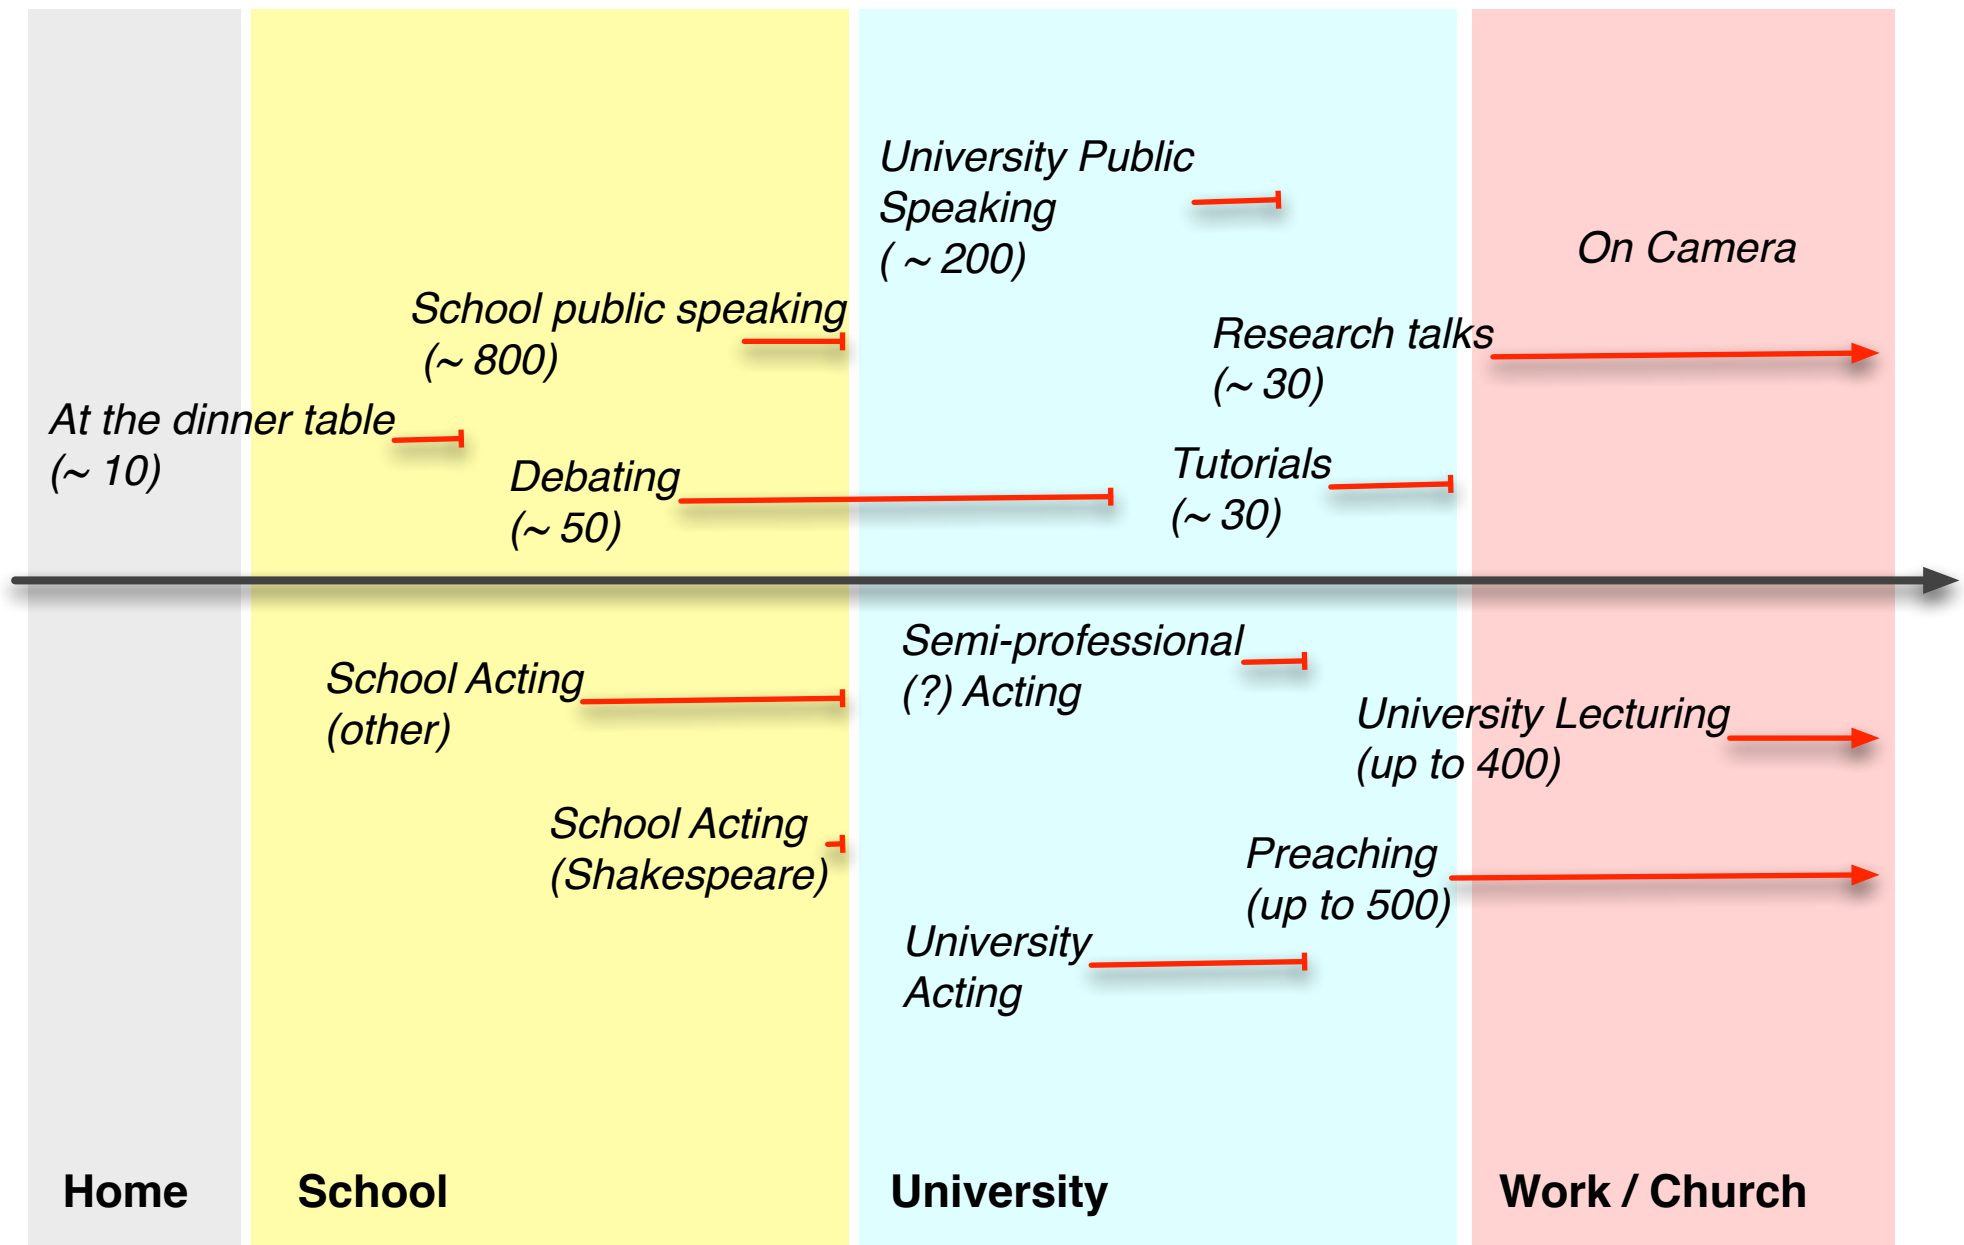 University Public
Speaking
( ~ 200)
On Camera
School public speaking
(~ 800)
Research talks
(~ 30)
At the dinner table
(~ 10)
Debating
(~ 50)
Tutorials
(~ 30)
Semi-professional
(?) Acting
School Acting
(other)
University Lecturing
(up to 400)
School Acting
(Shakespeare)
Preaching
(up to 500)
University
Acting
Home
School
University
Work / Church